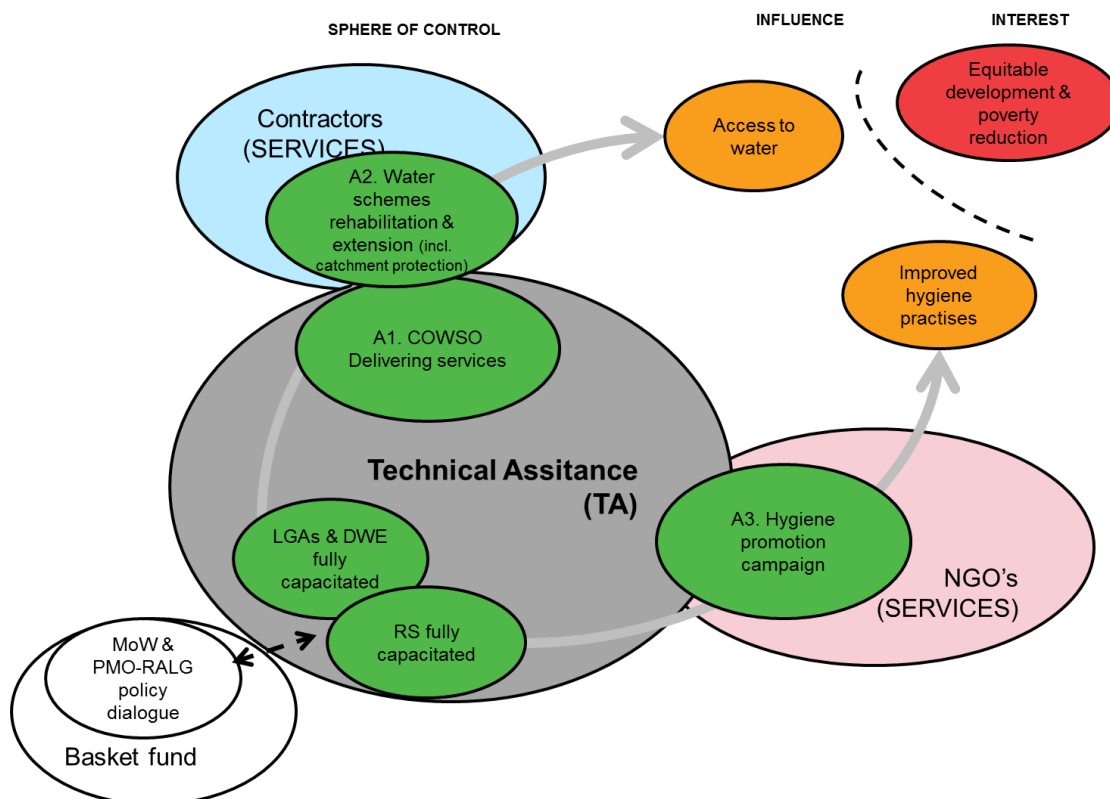 SPHERE OF CONTROL
INFLUENCE
INTEREST
Contractors
(SERVICES)
A2. Water
schemes
rehabilitation &
extension (incl.
catchment protection)
Access to
water
Equitable
development &
poverty
reduction
Improved
hygiene
practises
A1. COWSO
Delivering services
Technical Assitance
(TA)
LGAs & DWE
fully
capacitated
RS fully
capacitated
A3. Hygiene
promotion
campaign
NGO's
(SERVICES)
MoW &
PMO-RALG
policy
dialogue
Basket fund